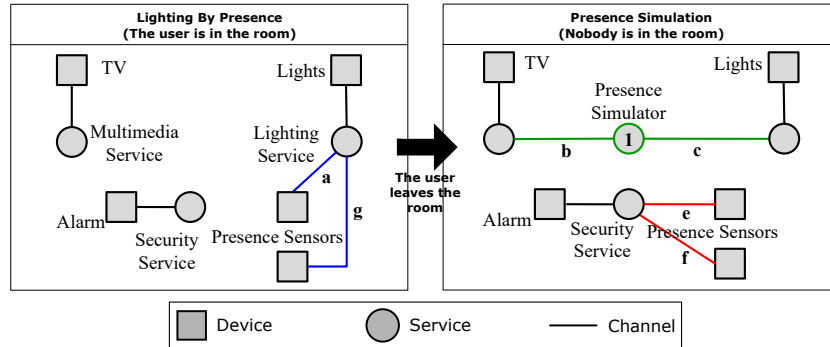 Lighting By Presence
(The user is in the room)
TV
Lights
Multimedia
Service
Lighting
Service
a
g
Alarm
Security
Service
Presence Sensors
The user
leaves the
room
Presence Simulation
(Nobody is in the room)
TV
Lights
Presence
Simulator
1
b
c
Alarm
Security
Service
e
Presence Sensors
f
Device
Service
Channel